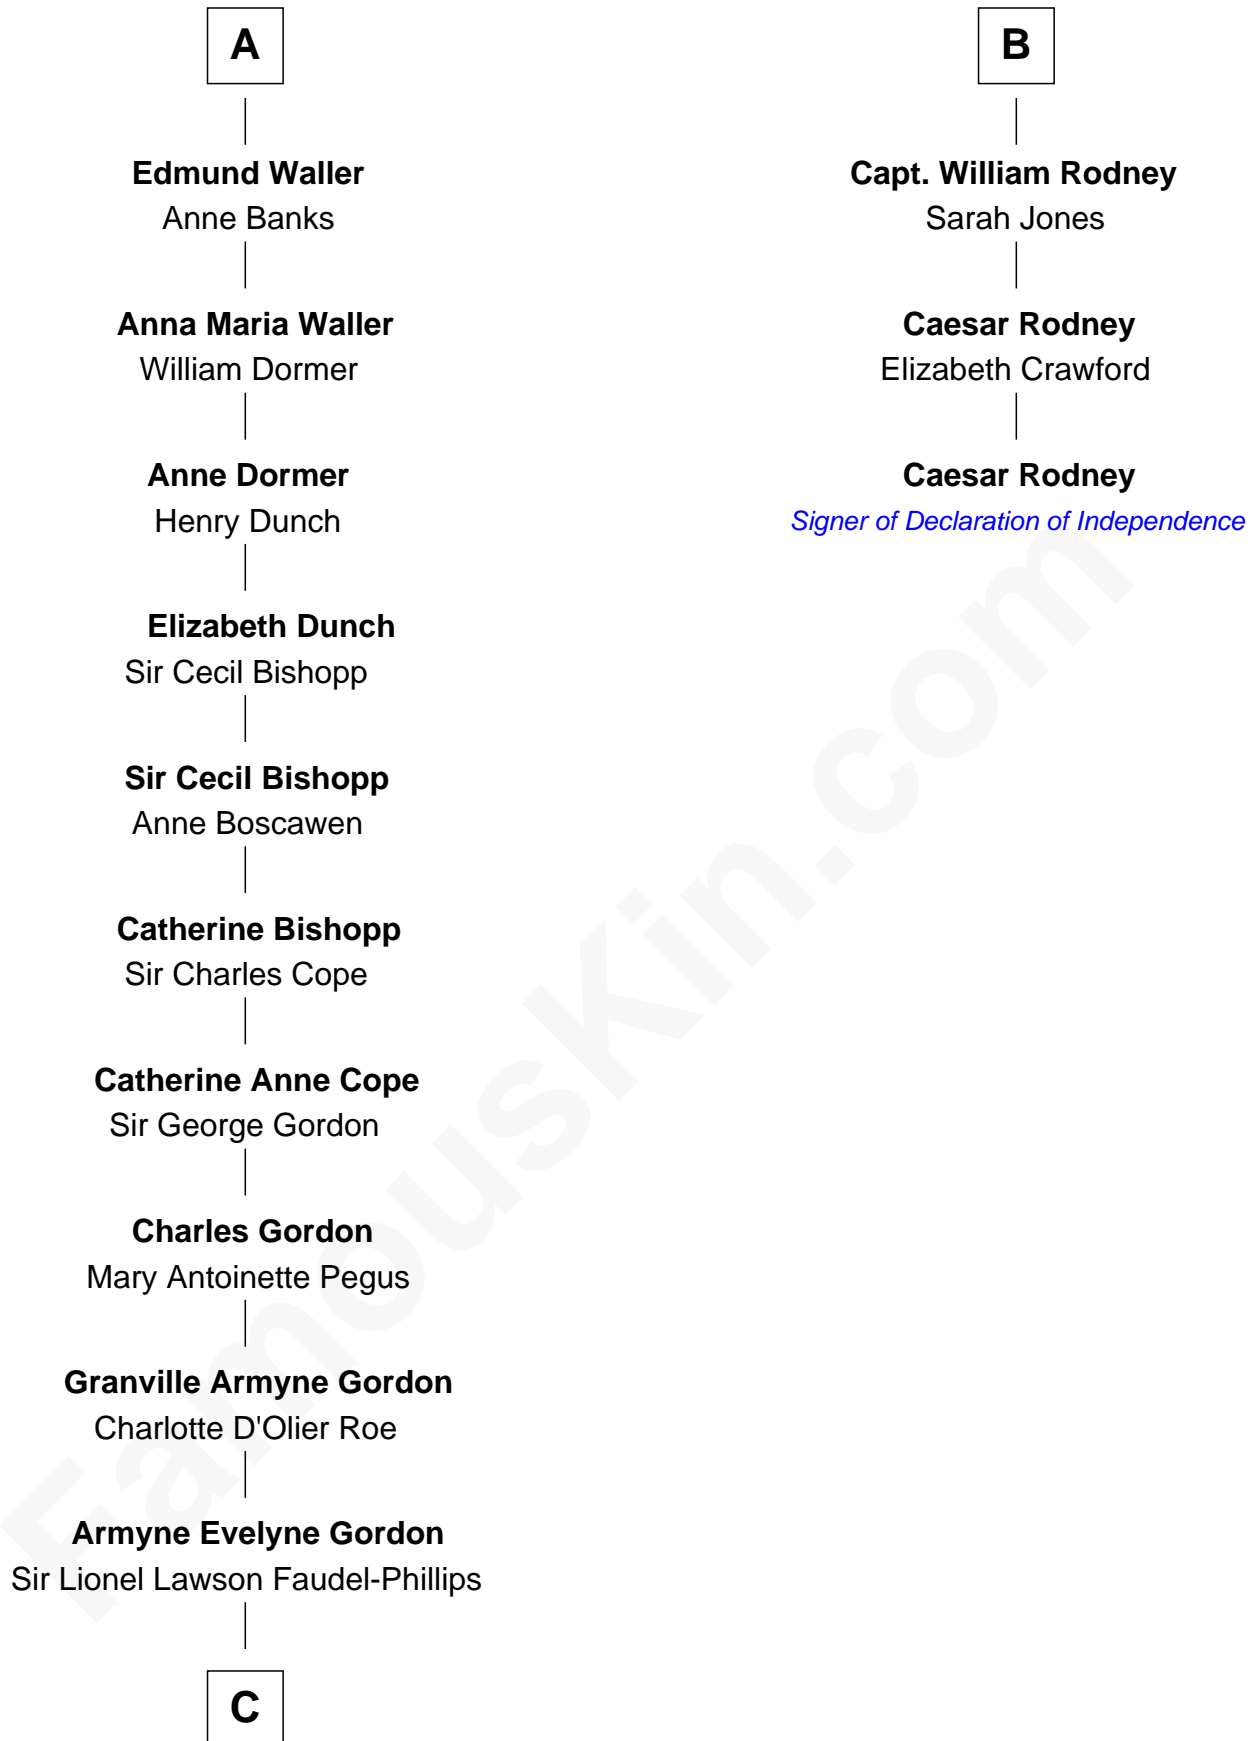 A
Edmund Waller
Anne Banks
Anna Maria Waller
William Dormer
Anne Dormer
Henry Dunch
Elizabeth Dunch
Sir Cecil Bishopp
Sir Cecil Bishopp
Anne Boscawen
Catherine Bishopp
Sir Charles Cope
Catherine Anne Cope
Sir George Gordon
Charles Gordon
Mary Antoinette Pegus
Granville Armyne Gordon
Charlotte D'Olier Roe
Armyne Evelyne Gordon
Sir Lionel Lawson Faudel-Phillips
C
B
Capt. William Rodney
Sarah Jones
Caesar Rodney
Elizabeth Crawford
Caesar Rodney
Signer of Declaration of Independence
FamousKin.com